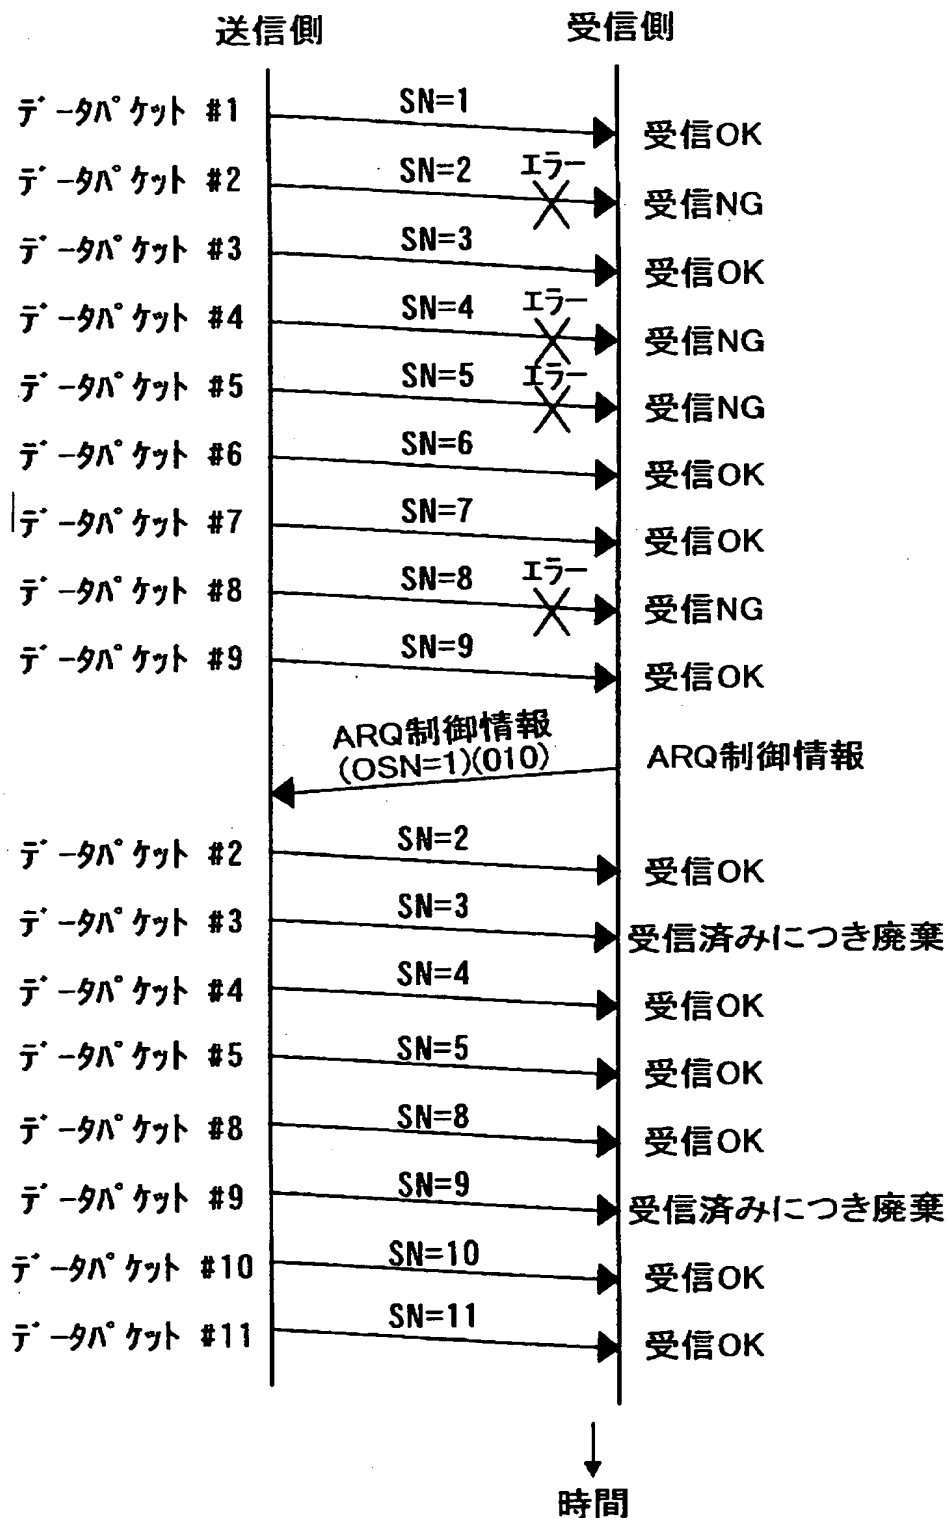 送信側 受信側
データパケット #1 SN=1 受信OK
データパケット #2 SN=2 エラー 受信NG
データパケット #3 SN=3 受信OK
データパケット #4 SN=4 エラー 受信NG
データパケット #5 SN=5 エラー 受信NG
データパケット #6 SN=6 受信OK
データパケット #7 SN=7 受信OK
データパケット #8 SN=8 エラー 受信NG
データパケット #9 SN=9 受信OK
ARQ制御情報
(OSN=1)(010) ARQ制御情報
データパケット #2 SN=2 受信OK
データパケット #3 SN=3 受信済みにつき廃棄
データパケット #4 SN=4 受信OK
データパケット #5 SN=5 受信OK
データパケット #8 SN=8 受信OK
データパケット #9 SN=9 受信済みにつき廃棄
データパケット #10 SN=10 受信OK
データパケット #11 SN=11 受信OK
時間